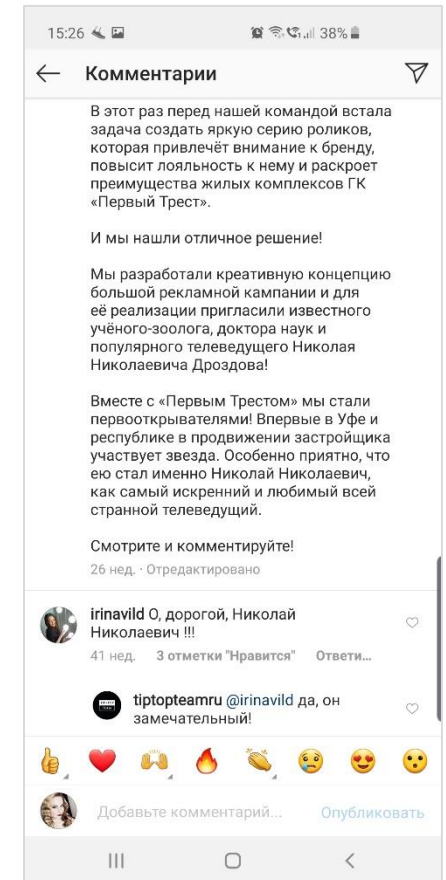 15:26 38%
Комментарии
В этот раз перед нашей командой встала
задача создать яркую серию роликов,
которая привлечёт внимание к бренду,
повысит лояльность к нему и раскроет
преимущества жилых комплексов ГК
«Первый Трест».
И мы нашли отличное решение!
Мы разработали креативную концепцию
большой рекламной кампании и для
её реализации пригласили известного
учёного-зоолога, доктора наук и
популярного телеведущего Николая
Николаевича Дроздова!
Вместе с «Первым Трестом» мы стали
первооткрывателями! Впервые в Уфе и
республике в продвижении застройщика
участвует звезда. Особенно приятно, что
ею стал именно Николай Николаевич,
как самый искренний и любимый всей
странной телеведущий.
Смотрите и комментируйте!
26 нед. · Отредактировано
irinavild О, дорогой, Николай
Николаевич !!!
41 нед. 3 отметки "Нравится" Ответи...
tiptopteamru @irinavild да, он
замечательный!
Добавьте комментарий... Опубликовать